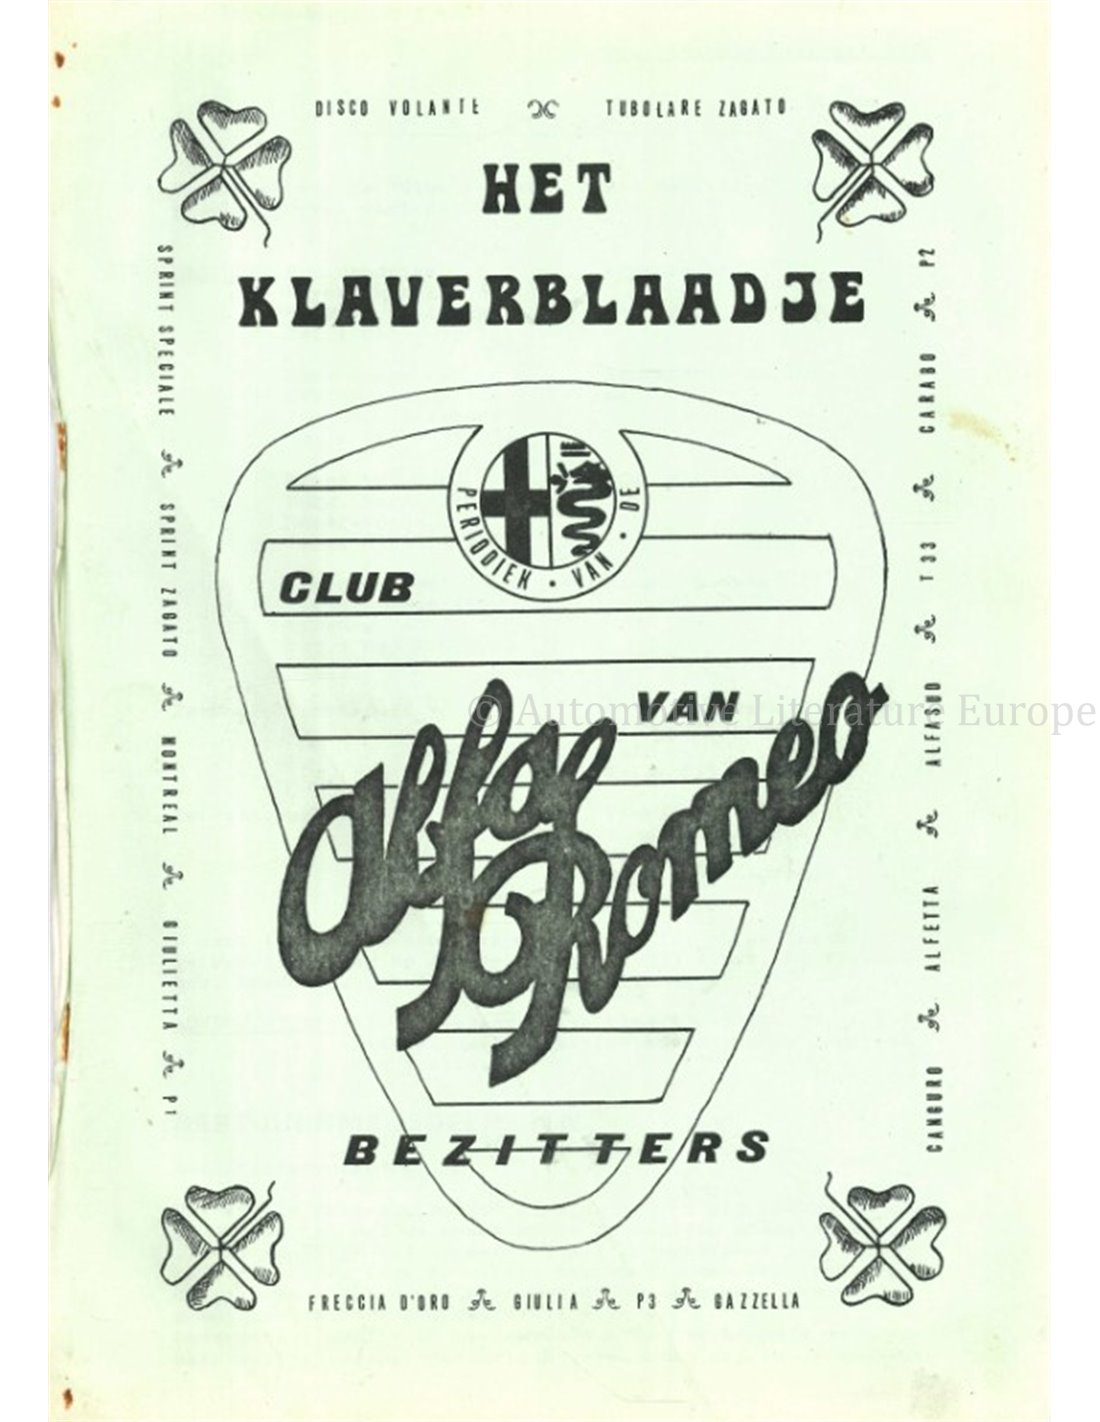 DISCO VOLANTE TUBOLARE ZAGATO
HET
KLAVERBLAADJE
SPRINT SPECIALE SPRINT ZAGATO MONTREAL GIULIETTA P1
CANGURO ALFETTA ALFASUD T33 CARABO P2
PERIODIEK · VAN · DE
CLUB
VAN
© Automotive Literature Europe
Alfa
Romeo
BEZITTERS
FRECCIA D'ORO GIULIA P3 GAZZELLA